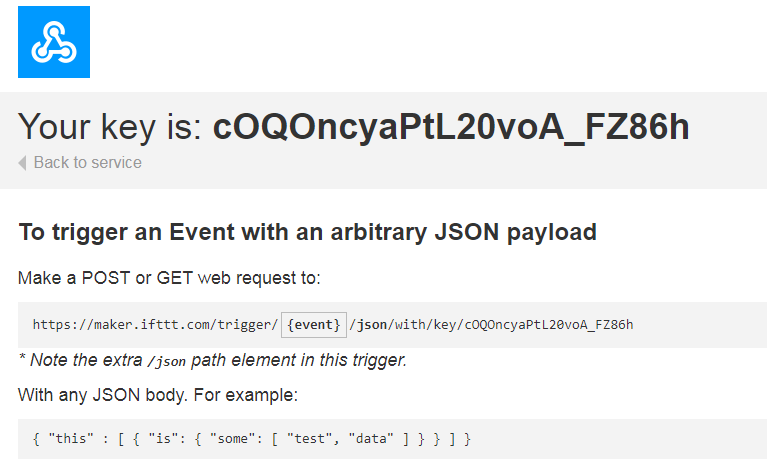 Your key is: cOQOncyaPtL20voA_FZ86h
Back to service
To trigger an Event with an arbitrary JSON payload
Make a POST or GET web request to:
https://maker.ifttt.com/trigger/ {event} /json/with/key/cOQOncyaPtL20voA_FZ86h
* Note the extra /json path element in this trigger.
With any JSON body. For example:
{ "this" : [ { "is": { "some": [ "test", "data" ] } } ] }